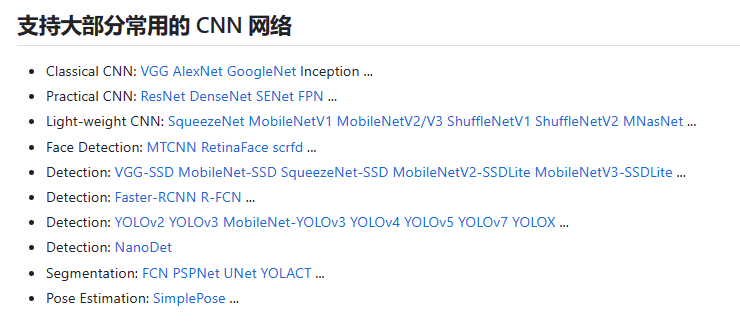 支持大部分常用的 CNN 网络
Classical CNN: VGG AlexNet GoogleNet Inception ...
Practical CNN: ResNet DenseNet SENet FPN ...
Light-weight CNN: SqueezeNet MobileNetV1 MobileNetV2/V3 ShuffleNetV1 ShuffleNetV2 MNasNet ...
Face Detection: MTCNN RetinaFace scrfd ...
Detection: VGG-SSD MobileNet-SSD SqueezeNet-SSD MobileNetV2-SSDLite MobileNetV3-SSDLite ...
Detection: Faster-RCNN R-FCN ...
Detection: YOLOv2 YOLOv3 MobileNet-YOLOv3 YOLOv4 YOLOv5 YOLOv7 YOLOX ...
Detection: NanoDet
Segmentation: FCN PSPNet UNet YOLACT ...
Pose Estimation: SimplePose ...